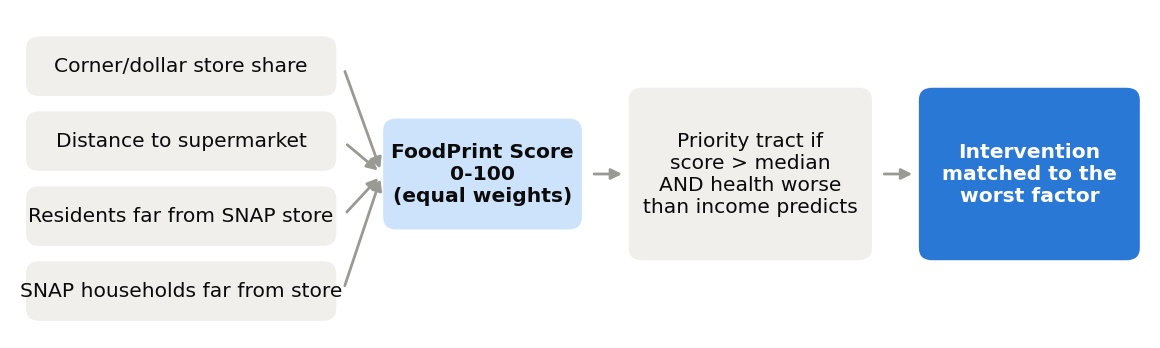 Corner/dollar store share
Distance to supermarket
Residents far from SNAP store
SNAP households far from store
FoodPrint Score
0-100
(equal weights)
Priority tract if
score > median
AND health worse
than income predicts
Intervention
matched to the
worst factor